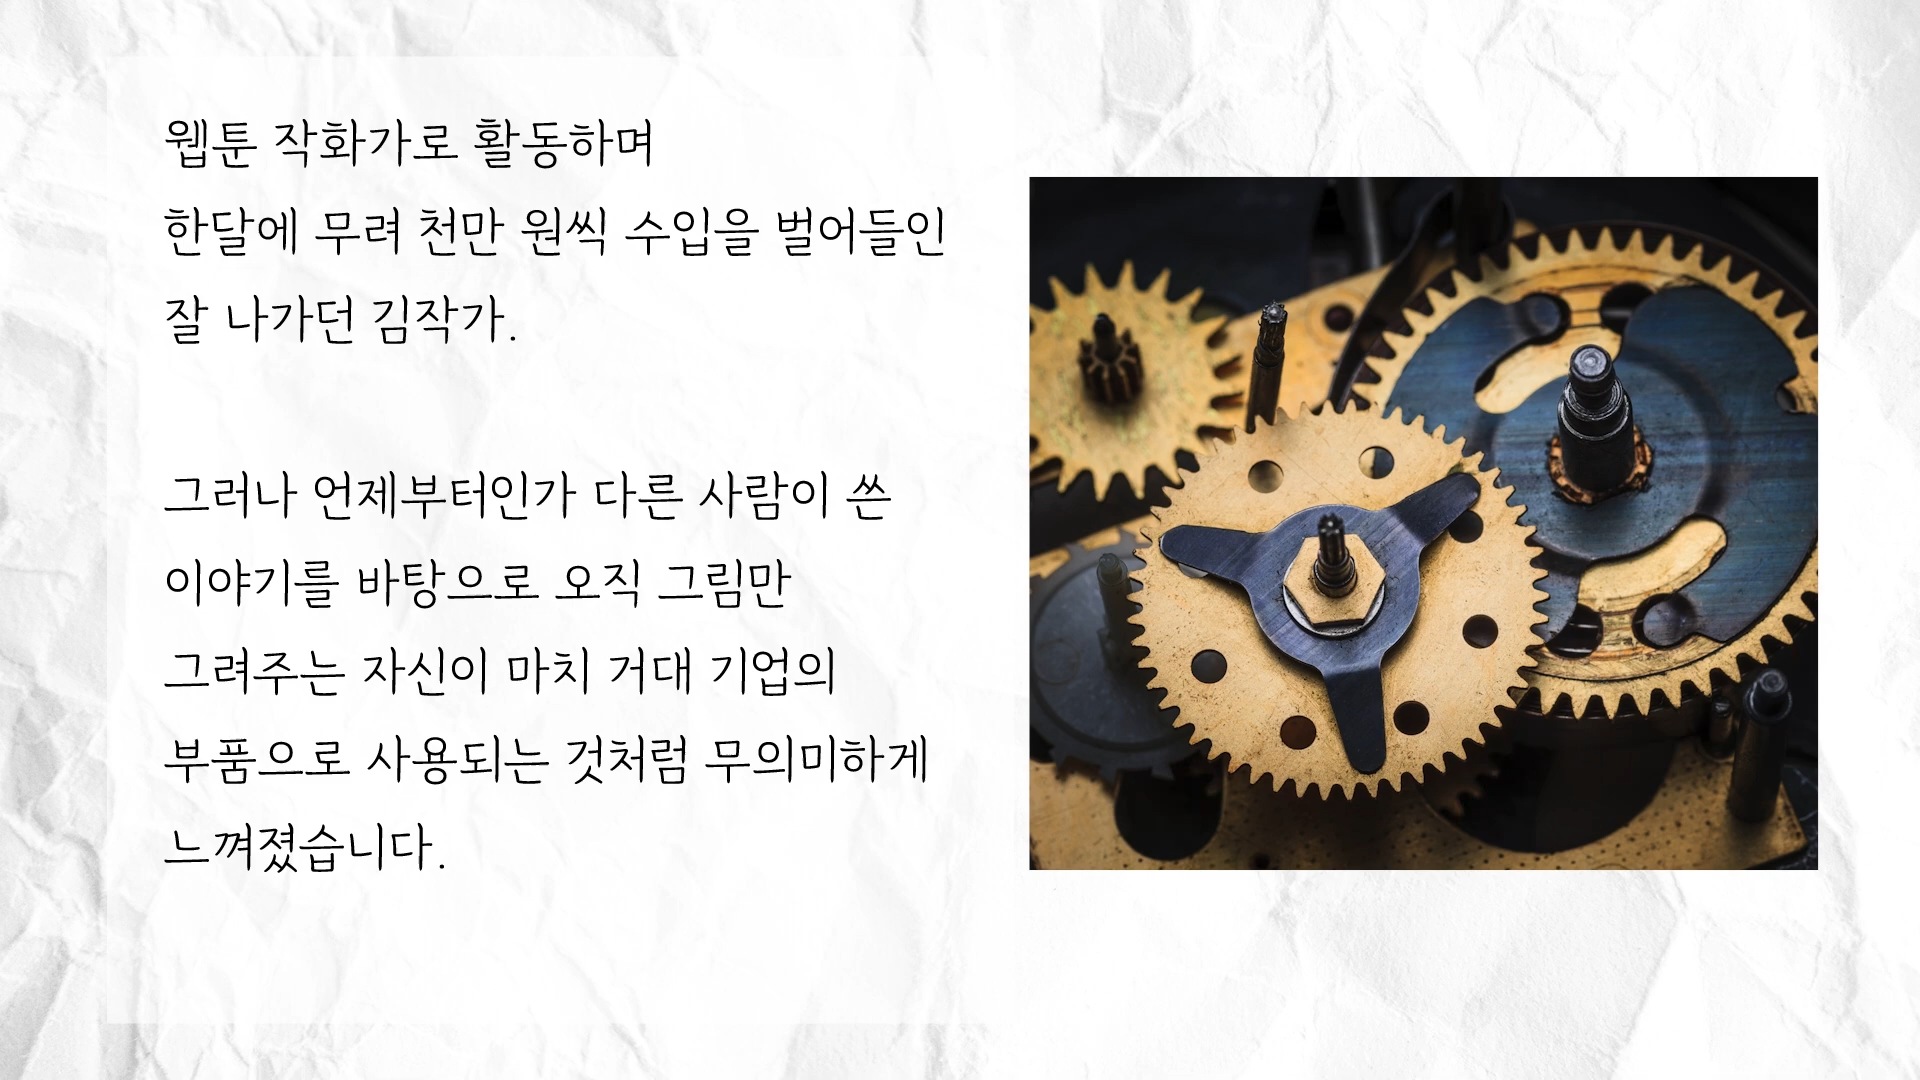 웹툰 작화가로 활동하며
한달에 무려 천만 원씩 수입을 벌어들인
잘 나가던 김작가.
그러나 언제부터인가 다른 사람이 쓴
이야기를 바탕으로 오직 그림만
그려주는 자신이 마치 거대 기업의
부품으로 사용되는 것처럼 무의미하게
느껴졌습니다.